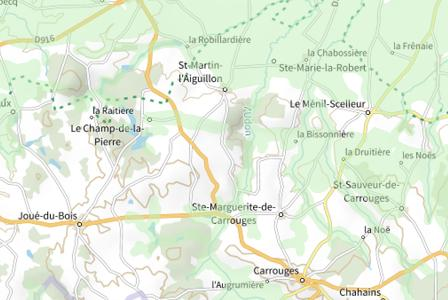 D916
la Robillardière
la Chabossière
la Frênaie
St-Martin-
l'Aiguillon
Ste-Marie-la-Robert
la Raitière
Le Ménil-Scelleur
Udon
Le Champ-de-la-
Pierre
la Bissonnière
la Druitière
les Noës
St-Sauveur-de-
Carrouges
Ste-Marguerite-de-
Carrouges
Joué-du-Bois
la Noë
Carrouges
l'Augrumière
Chahains